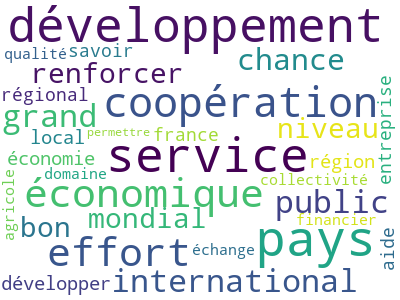 développement
qualité savoir chance
renforcer
régional coopération
grand entreprise
permettre france niveau
local
économie service région
domaine collectivité
économique public
agricole mondial
bon financier
effort pays
échange aide
développer international